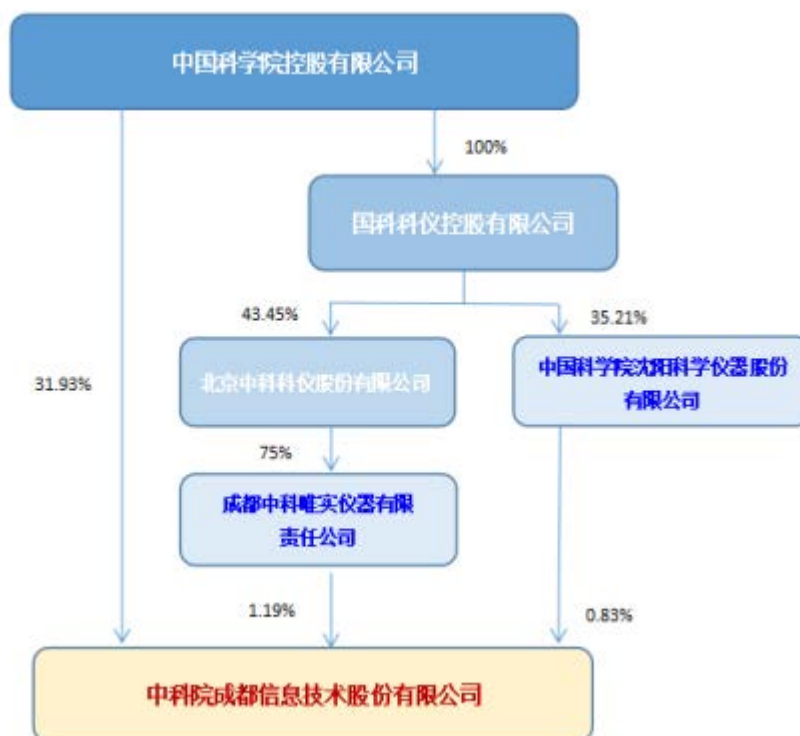 中国科学院控股有限公司
100%
国科科仪控股有限公司
43.45%
35.21%
31.93%
北京中科科仪股份有限公司
中国科学院沈阳科学仪器股份
有限公司
75%
成都中科唯实仪器有限
责任公司
1.19%
0.83%
中科院成都信息技术股份有限公司